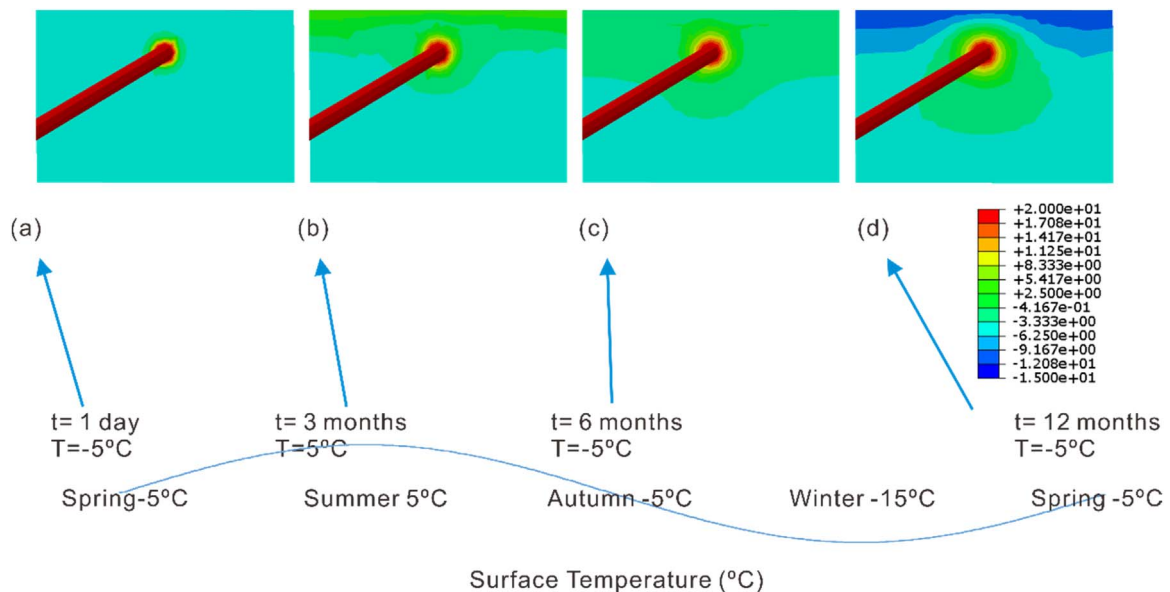 (a)
(b)
(c)
(d)
+2.000e+01
+1.708e+01
+1.417e+01
+1.125e+01
+8.333e+00
+5.417e+00
+2.500e+00
-4.167e-01
-3.333e+00
-6.250e+00
-9.167e+00
-1.208e+01
-1.500e+01
t= 1 day
T=-5ºC
t= 3 months
T=5ºC
t= 6 months
T=-5ºC
t= 12 months
T=-5ºC
Spring-5ºC
Summer 5ºC
Autumn -5ºC
Winter -15ºC
Spring -5ºC
Surface Temperature (ºC)